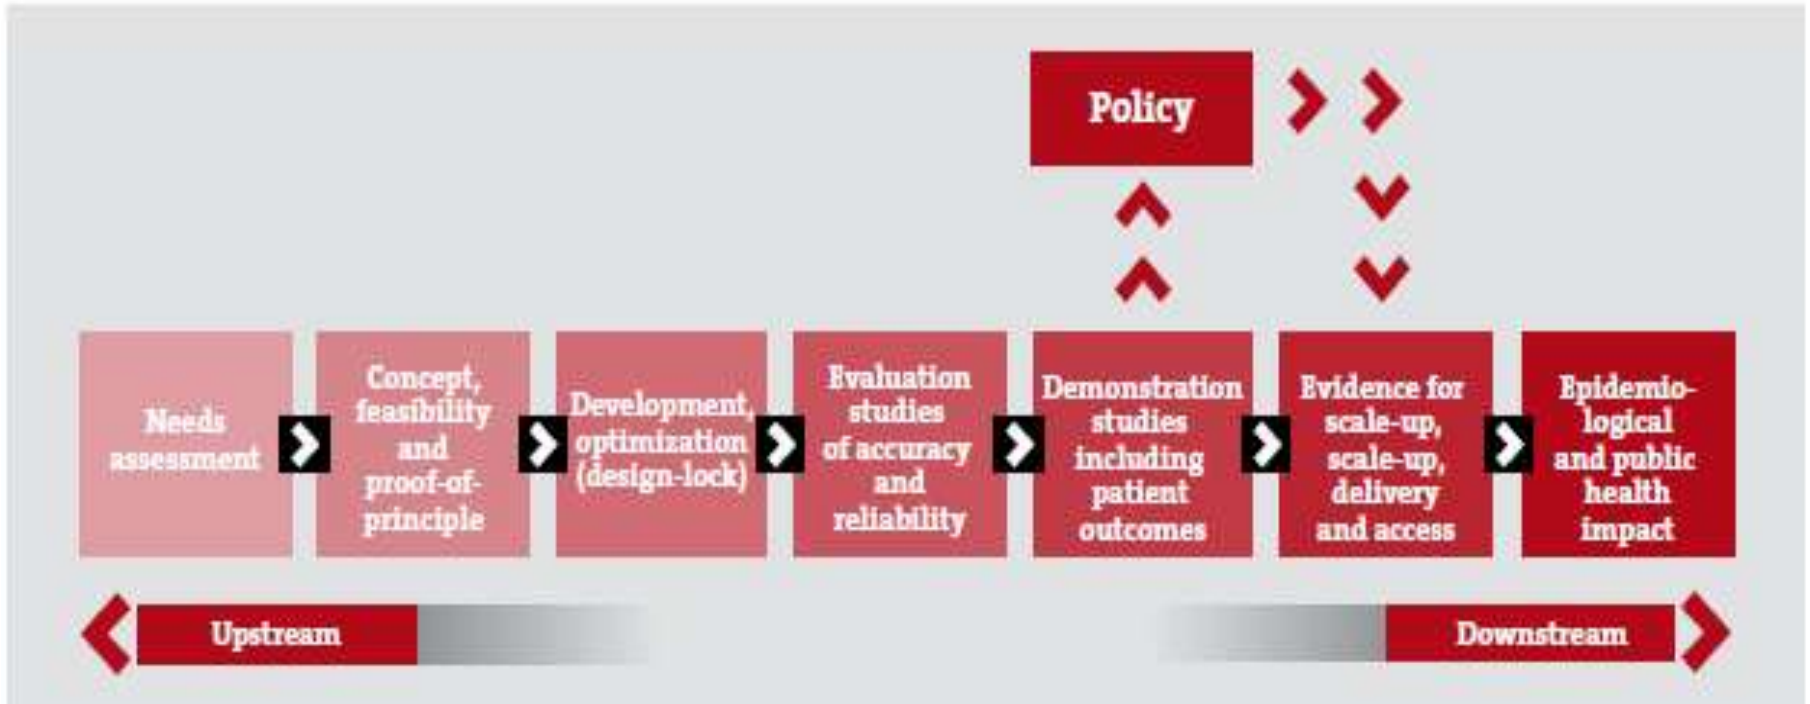 Policy
Needs
assessment
Concept,
feasibility
and
proof-of-
principle
Development,
optimization
(design-lock)
Evaluation
studies
of accuracy
and
reliability
Demonstration
studies
including
patient
outcomes
Evidence for
scale-up,
scale-up,
delivery
and access
Epidemio-
logical
and public
health
impact
Upstream
Downstream